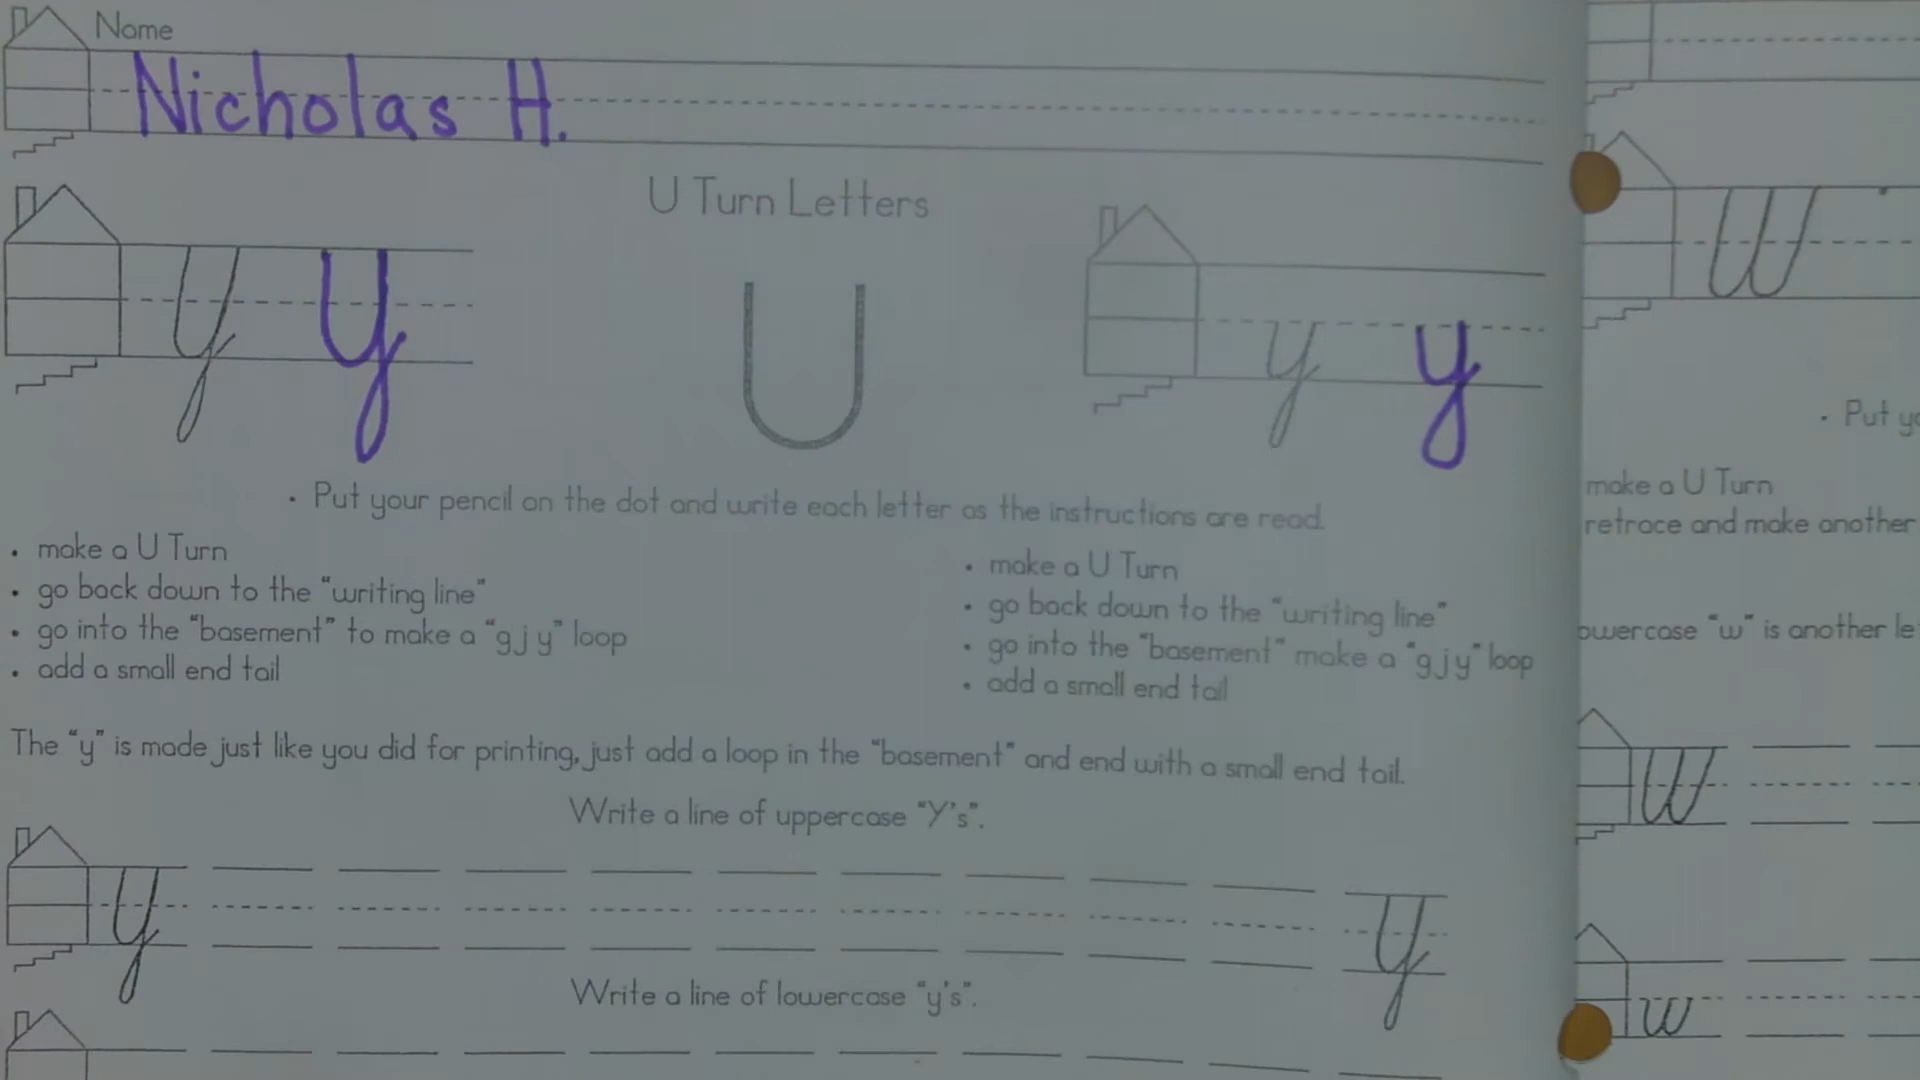 Name
Nicholas H.
U Turn Letters
y y
U
y y
• Put your pencil on the dot and write each letter as the instructions are read.
• make a U Turn
• go back down to the "writing line"
• go into the "basement" to make a "g j y" loop
• add a small end tail
• make a U Turn
• go back down to the "writing line"
• go into the "basement" make a "g j y" loop
• add a small end tail
The "y" is made just like you did for printing, just add a loop in the "basement" and end with a small end tail.
Write a line of uppercase "Y's".
y y
Write a line of lowercase "y's".
w
• Put
make a U Turn
retrace and make another
"w" is another
w
w